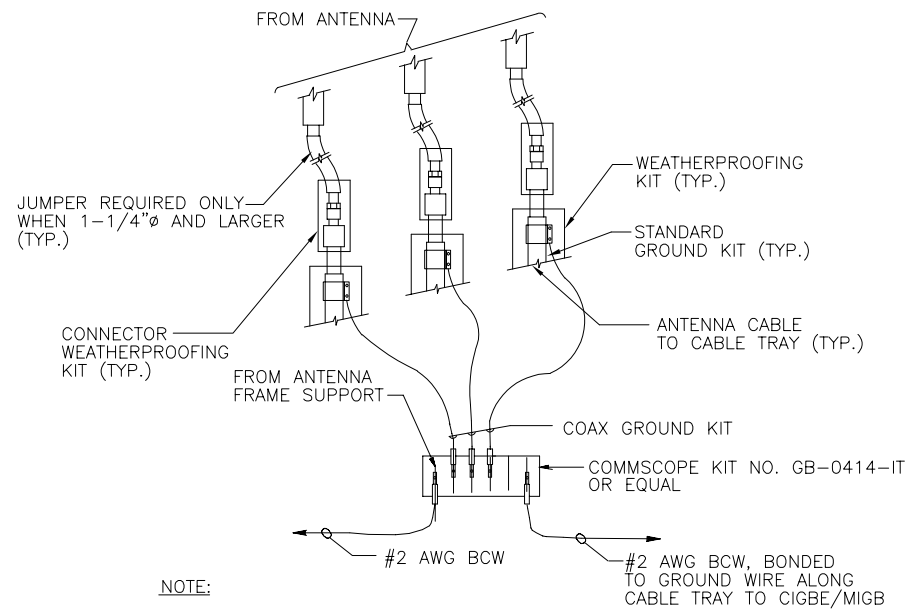 FROM ANTENNA
JUMPER REQUIRED ONLY
WHEN 1-1/4"ø AND LARGER
(TYP.)
WEATHERPROOFING
KIT (TYP.)
STANDARD
GROUND KIT (TYP.)
CONNECTOR
WEATHERPROOFING
KIT (TYP.)
ANTENNA CABLE
TO CABLE TRAY (TYP.)
FROM ANTENNA
FRAME SUPPORT
COAX GROUND KIT
COMMSCOPE KIT NO. GB-0414-IT
OR EQUAL
#2 AWG BCW
#2 AWG BCW, BONDED
TO GROUND WIRE ALONG
CABLE TRAY TO CIGBE/MIGB
NOTE: